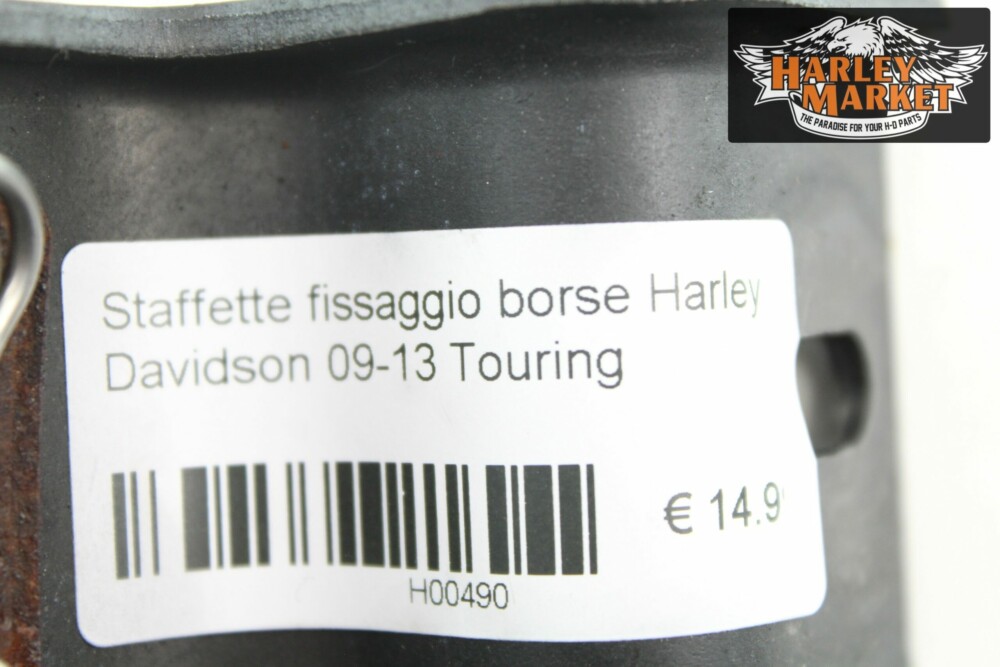 HARLEY
MARKET
THE PARADISE FOR YOUR H-D PARTS
Staffette fissaggio borse Harley
Davidson 09-13 Touring
€ 14.9
H00490